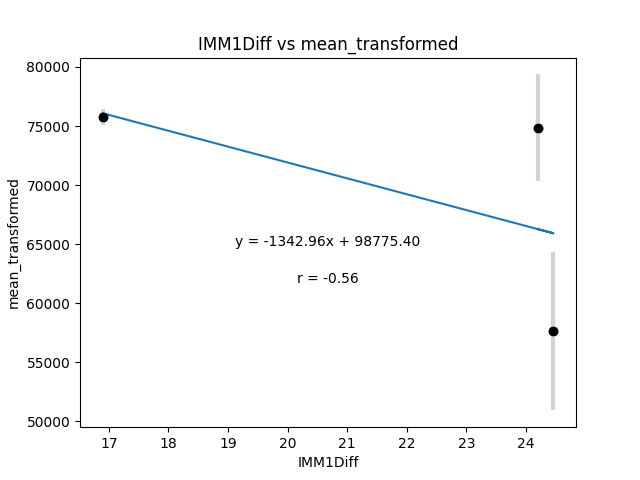 IMM1Diff vs mean_transformed
80000
75000
70000
65000
60000
55000
50000
mean_transformed
y = -1342.96x + 98775.40
r = -0.56
17 18 19 20 21 22 23 24
IMM1Diff